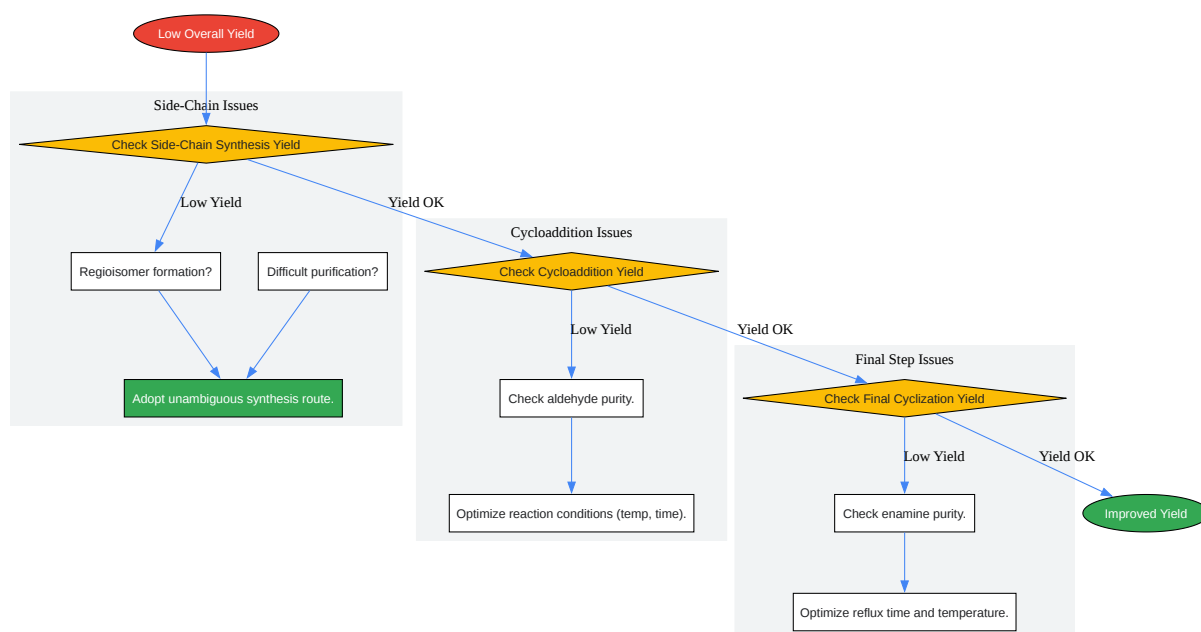 Low Overall Yield
Side-Chain Issues
Check Side-Chain Synthesis Yield
Low Yield
Yield OK
Regioisomer formation?
Difficult purification?
Adopt unambiguous synthesis route.
Cycloaddition Issues
Check Cycloaddition Yield
Low Yield
Yield OK
Check aldehyde purity.
Optimize reaction conditions (temp, time).
Final Step Issues
Check Final Cyclization Yield
Low Yield
Yield OK
Check enamine purity.
Improved Yield
Optimize reflux time and temperature.